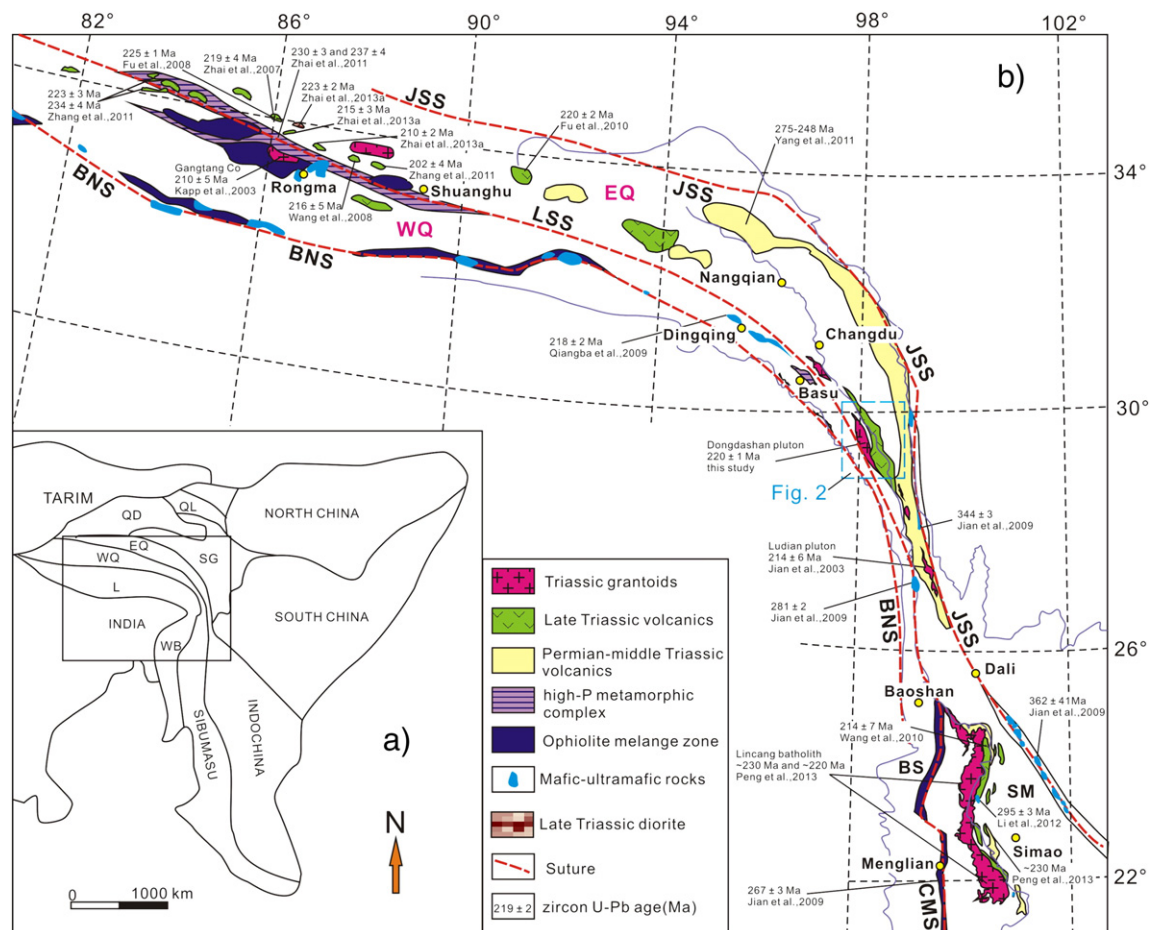 82°
86°
90°
94°
98°
102°
b)
34°
30°
26°
22°
225 ± 1 Ma
Fu et al.,2008
219 ± 4 Ma
Zhai et al.,2007
230 ± 3 and 237 ± 4
Zhai et al.,2011
223 ± 2 Ma
Zhai et al.,2013a
215 ± 3 Ma
Zhai et al.,2013a
210 ± 2 Ma
Zhai et al.,2013a
223 ± 3 Ma
234 ± 4 Ma
Zhang et al.,2011
202 ± 4 Ma
Zhang et al.,2011
Gangtang Co
210 ± 5 Ma
Kapp et al.,2003
216 ± 5 Ma
Wang et al.,2008
Rongma
Shuanghu
JSS
220 ± 2 Ma
Fu et al.,2010
275-248 Ma
Yang et al.,2011
EQ
JSS
BNS
WQ
LSS
BNS
Nangqian
Dingqing
Changdu
218 ± 2 Ma
Qiangba et al.,2009
JSS
Basu
Dongdashan pluton
220 ± 1 Ma
this study
Fig. 2
344 ± 3
Jian et al.,2009
Ludian pluton
214 ± 6 Ma
Jian et al.,2003
281 ± 2
Jian et al.,2009
BNS
JSS
Dali
Baoshan
362 ± 41Ma
Jian et al.,2009
214 ± 7 Ma
Wang et al.,2010
Lincang batholith
~230 Ma and ~220 Ma
Peng et al.,2013
BS
SM
295 ± 3 Ma
Li et al.,2012
Simao
~230 Ma
Peng et al.,2013
Menglian
267 ± 3 Ma
Jian et al.,2009
CMS
TARIM
QL
QD
NORTH CHINA
EQ
WQ
SG
L
INDIA
SOUTH CHINA
WB
SIBUMASU
INDOCHINA
a)
N
0
1000 km
Triassic grantoids
Late Triassic volcanics
Permian-middle Triassic
volcanics
high-P metamorphic
complex
Ophiolite melange zone
Mafic-ultramafic rocks
Late Triassic diorite
Suture
219 ± 2
zircon U-Pb age(Ma)